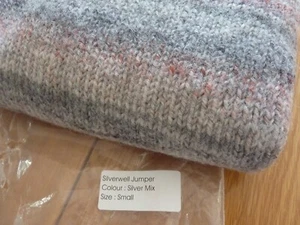 Silverwell Jumper
Colour : Silver Mix
Size : Small